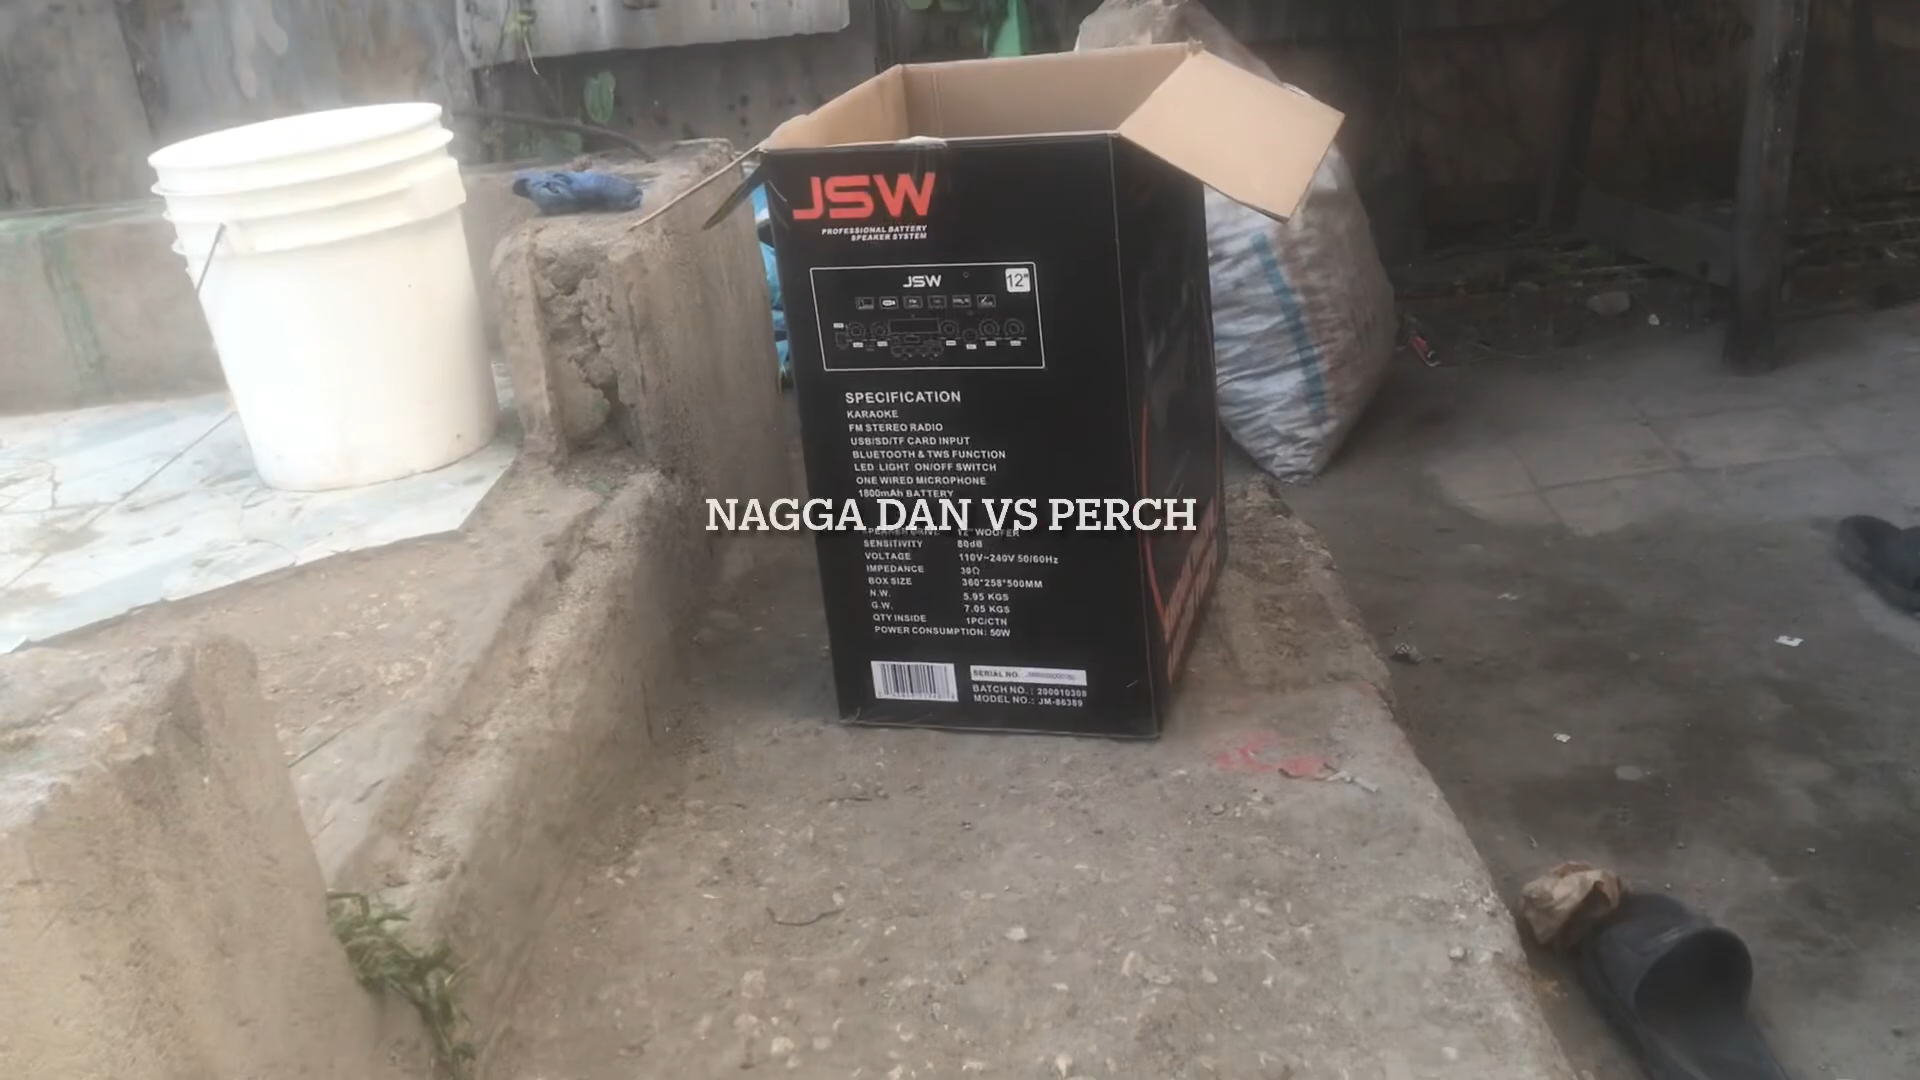 JSW
PROFESSIONAL BATTERY
SPEAKER SYSTEM
JSW
12"
SPECIFICATION
KARAOKE
FM STEREO RADIO
USB/SD/TF CARD INPUT
BLUETOOTH & TWS FUNCTION
LED LIGHT ON/OFF SWITCH
ONE WIRED MICROPHONE
1800mAh BATTERY
NAGGA DAN VS PERCH
12" WOOFER
SENSITIVITY 80dB
VOLTAGE 110V~240V 50/60Hz
IMPEDANCE 30Ω
BOX SIZE 360*258*500MM
N.W. 5.95 KGS
G.W. 7.05 KGS
QTY INSIDE 1PC/CTN
POWER CONSUMPTION: 50W
SERIAL NO.
BATCH NO.: 200010308
MODEL NO.: JM-86389